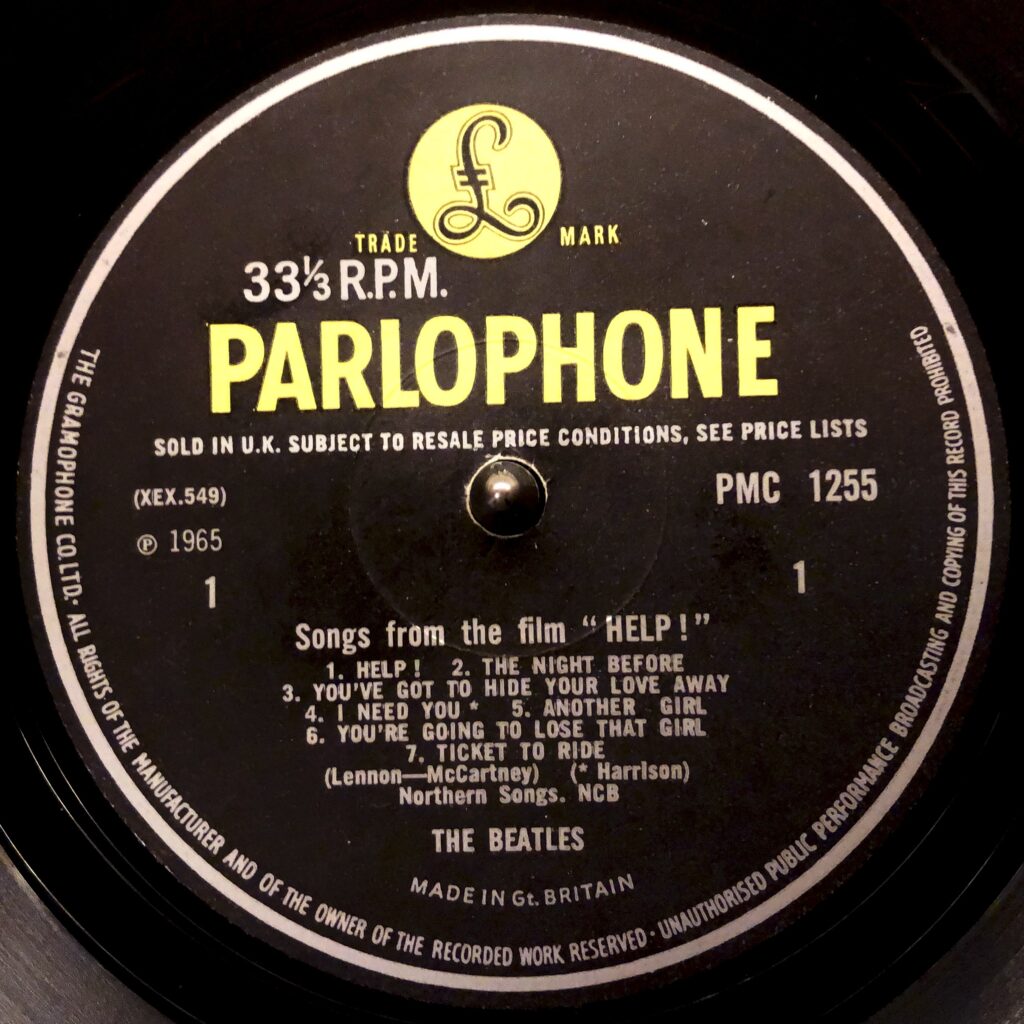 £
TRADE MARK
33⅓ R.P.M.
PARLOPHONE
SOLD IN U.K. SUBJECT TO RESALE PRICE CONDITIONS, SEE PRICE LISTS
(XEX.549)
PMC 1255
℗ 1965
1
1
Songs from the film “HELP!”
1. HELP! 2. THE NIGHT BEFORE
3. YOU'VE GOT TO HIDE YOUR LOVE AWAY
4. I NEED YOU * 5. ANOTHER GIRL
6. YOU'RE GOING TO LOSE THAT GIRL
7. TICKET TO RIDE
(Lennon—McCartney) (* Harrison)
Northern Songs. NCB
THE BEATLES
MADE IN Gt. BRITAIN
THE GRAMOPHONE CO.LTD. · ALL RIGHTS OF THE MANUFACTURER AND OF THE OWNER OF THE RECORDED WORK RESERVED · UNAUTHORISED PUBLIC PERFORMANCE BROADCASTING AND COPYING OF THIS RECORD PROHIBITED